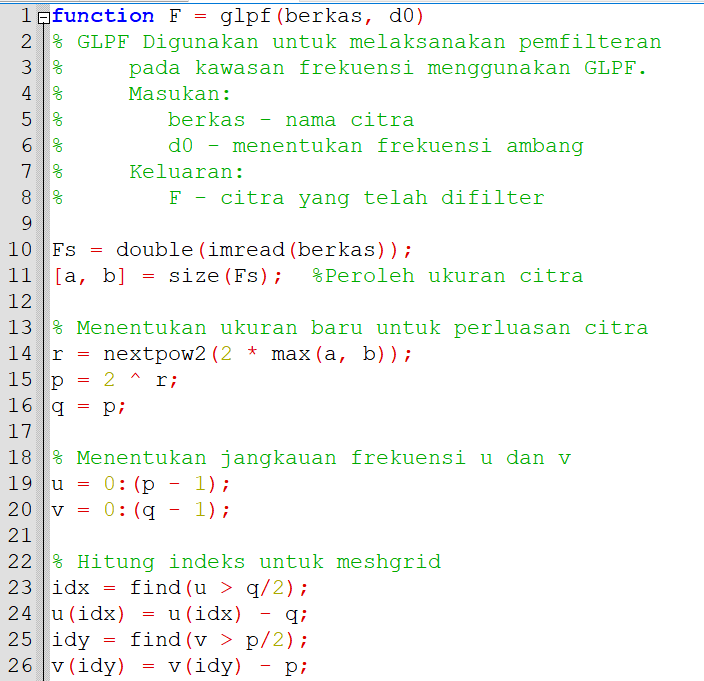 1 function F = glpf(berkas, d0)
2 % GLPF Digunakan untuk melaksanakan pemfilteran
3 %     pada kawasan frekuensi menggunakan GLPF.
4 %     Masukan:
5 %        berkas - nama citra
6 %        d0 - menentukan frekuensi ambang
7 %     Keluaran:
8 %        F - citra yang telah difilter
9
10 Fs = double(imread(berkas));
11 [a, b] = size(Fs);  %Peroleh ukuran citra
12
13 % Menentukan ukuran baru untuk perluasan citra
14 r = nextpow2(2 * max(a, b));
15 p = 2 ^ r;
16 q = p;
17
18 % Menentukan jangkauan frekuensi u dan v
19 u = 0:(p - 1);
20 v = 0:(q - 1);
21
22 % Hitung indeks untuk meshgrid
23 idx = find(u > q/2);
24 u(idx) = u(idx) - q;
25 idy = find(v > p/2);
26 v(idy) = v(idy) - p;